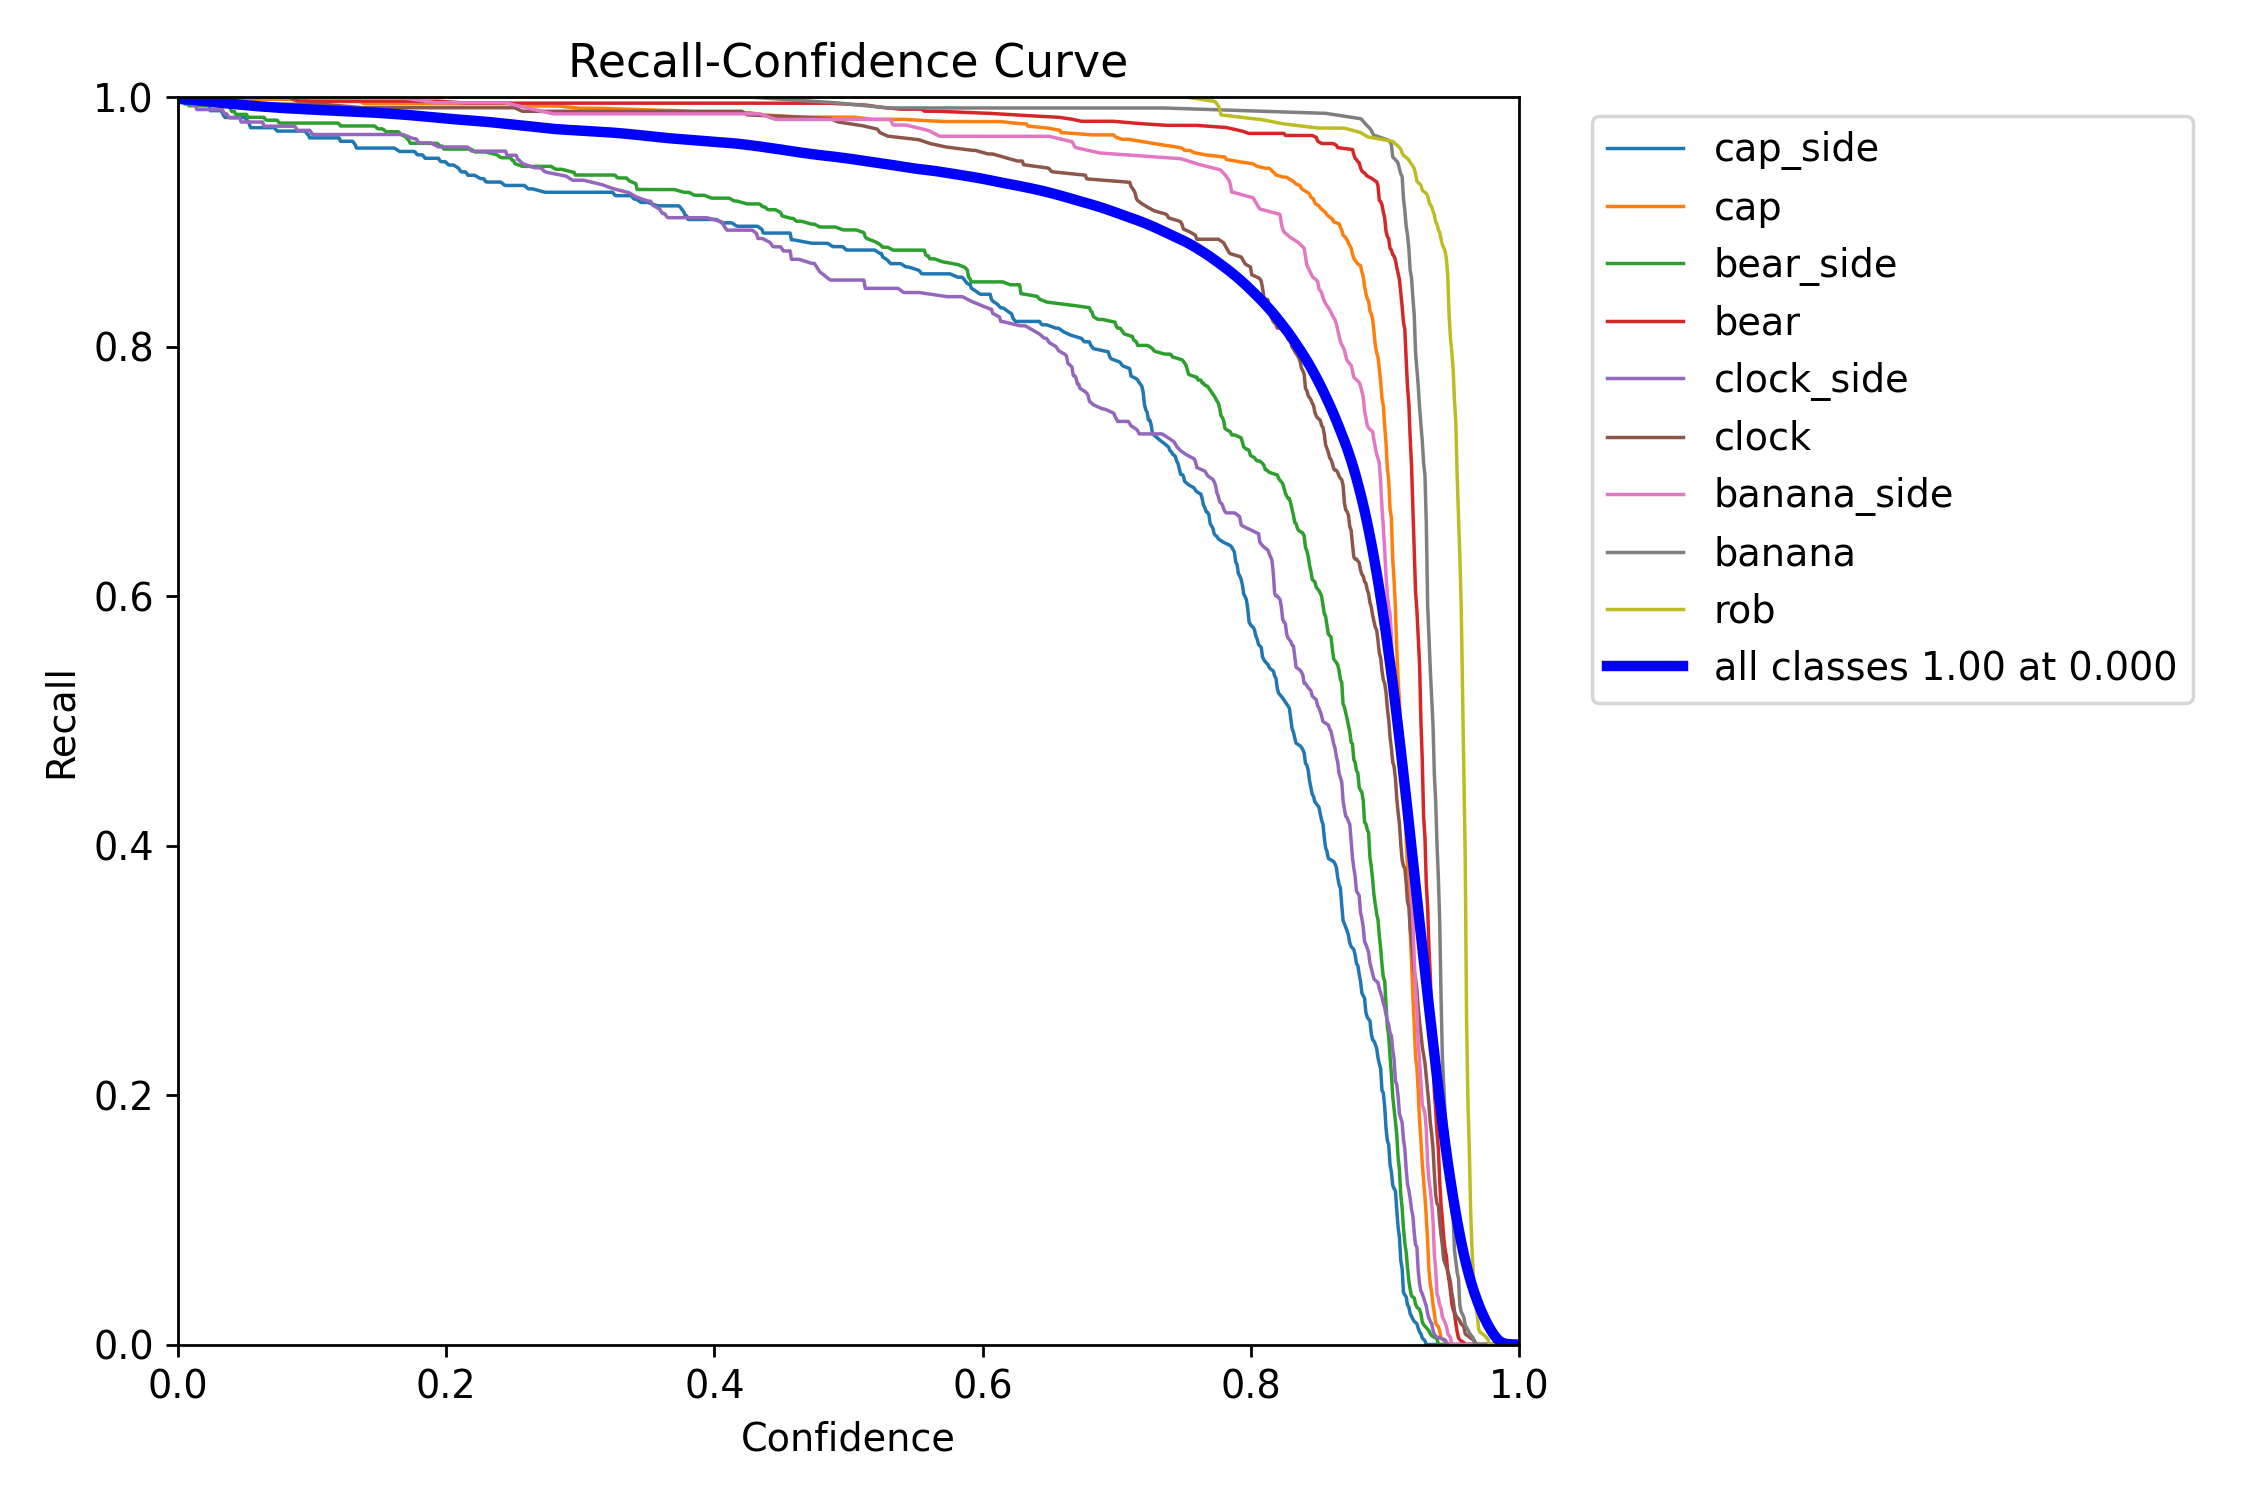 Recall-Confidence Curve
1.0
0.8
0.6
0.4
0.2
0.0
Recall
0.0 0.2 0.4 0.6 0.8 1.0
Confidence
cap_side
cap
bear_side
bear
clock_side
clock
banana_side
banana
rob
all classes 1.00 at 0.000